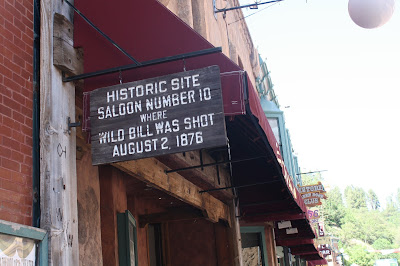 HISTORIC SITE
SALOON NUMBER 10
WHERE
WILD BILL WAS SHOT
AUGUST 2, 1876